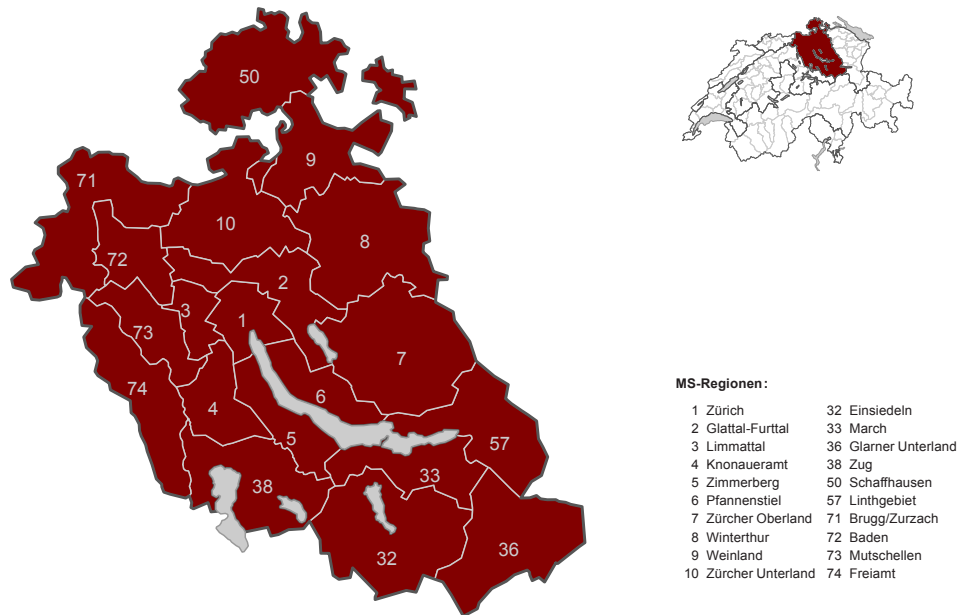 50
9
71
10
8
72
2
3
1
73
7
74
6
4
5
57
33
38
32
36
MS-Regionen:
1 Zürich 32 Einsiedeln
2 Glattal-Furttal 33 March
3 Limmattal 36 Glarner Unterland
4 Knonaueramt 38 Zug
5 Zimmerberg 50 Schaffhausen
6 Pfannenstiel 57 Linthgebiet
7 Zürcher Oberland 71 Brugg/Zurzach
8 Winterthur 72 Baden
9 Weinland 73 Mutschellen
10 Zürcher Unterland 74 Freiamt